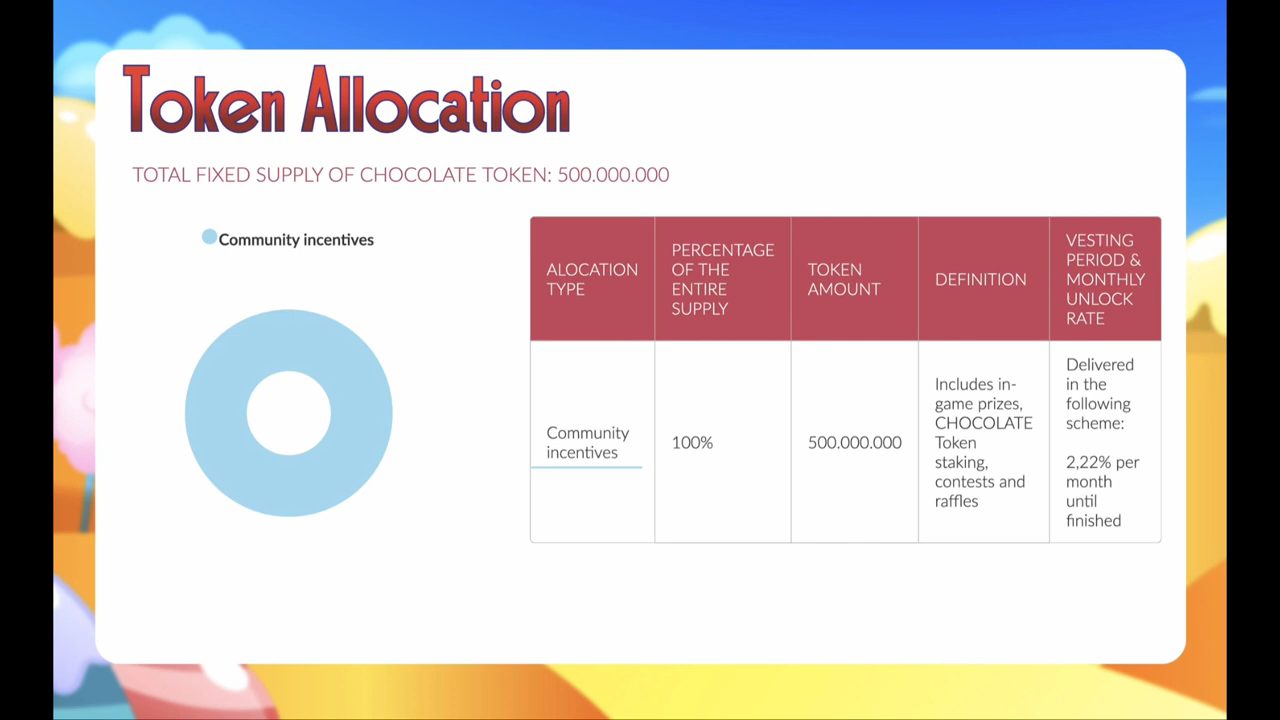 Token Allocation
TOTAL FIXED SUPPLY OF CHOCOLATE TOKEN: 500.000.000
Community incentives
ALOCATION
TYPE
PERCENTAGE
OF THE
ENTIRE
SUPPLY
TOKEN
AMOUNT
DEFINITION
VESTING
PERIOD &
MONTHLY
UNLOCK
RATE
Community
incentives
100%
500.000.000
Includes in-
game prizes,
CHOCOLATE
Token
staking,
contests and
raffles
Delivered
in the
following
scheme:
2,22% per
month
until
finished